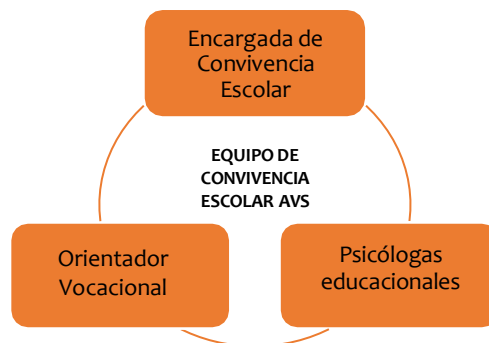 Encargada de
Convivencia
Escolar
EQUIPO DE
CONVIVENCIA
ESCOLAR AVS
Orientador
Vocacional
Psicólogas
educacionales